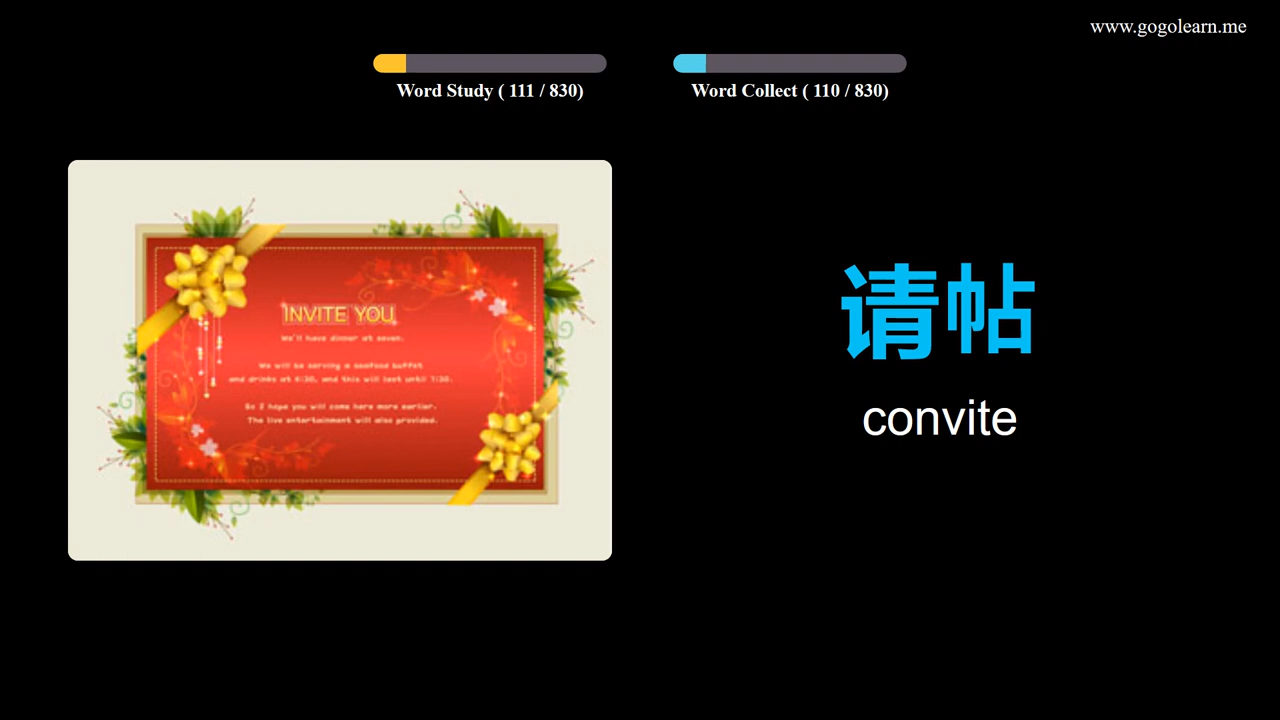 www.gogolearn.me
Word Study ( 111 / 830)
Word Collect ( 110 / 830)
INVITE YOU
We'll have dinner at seven.
We will be serving a seafood buffet
and drinks at 6:30, and this will last until 7:30.
So I hope you will come here more earlier.
The live entertainment will also provided.
请帖
convite